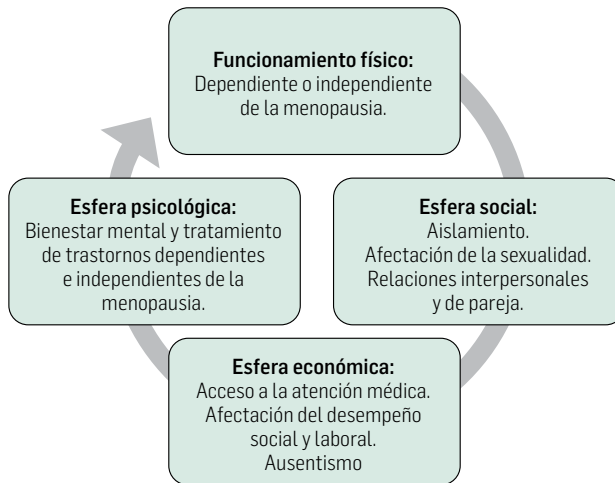 Funcionamiento físico:
Dependiente o independiente
de la menopausia.
Esfera psicológica:
Bienestar mental y tratamiento
de trastornos dependientes
e independientes de la
menopausia.
Esfera social:
Aislamiento.
Afectación de la sexualidad.
Relaciones interpersonales
y de pareja.
Esfera económica:
Acceso a la atención médica.
Afectación del desempeño
social y laboral.
Ausentismo